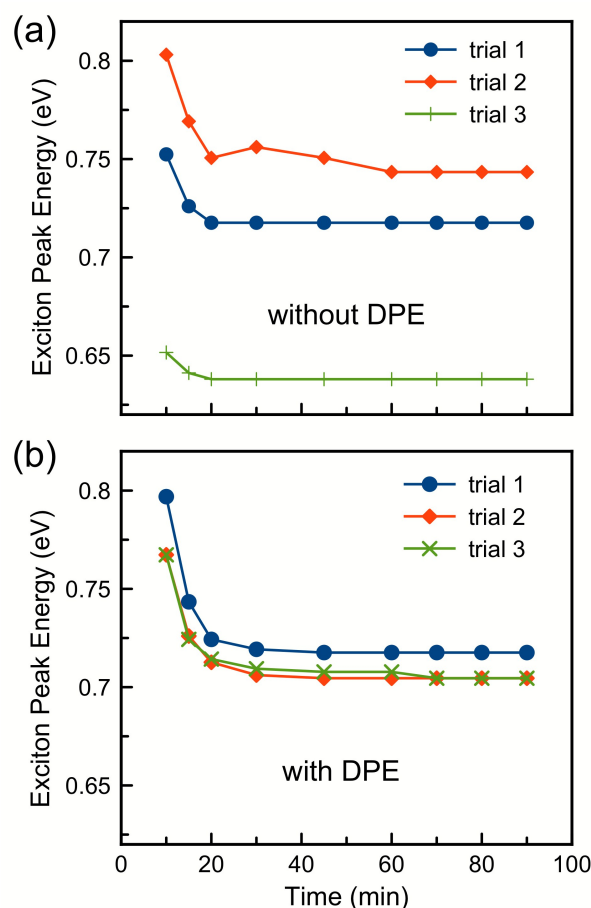 (a)
Exciton Peak Energy (eV)
0.8
0.75
0.7
0.65
trial 1
trial 2
trial 3
without DPE
(b)
Exciton Peak Energy (eV)
0.8
0.75
0.7
0.65
trial 1
trial 2
trial 3
with DPE
0 20 40 60 80 100
Time (min)